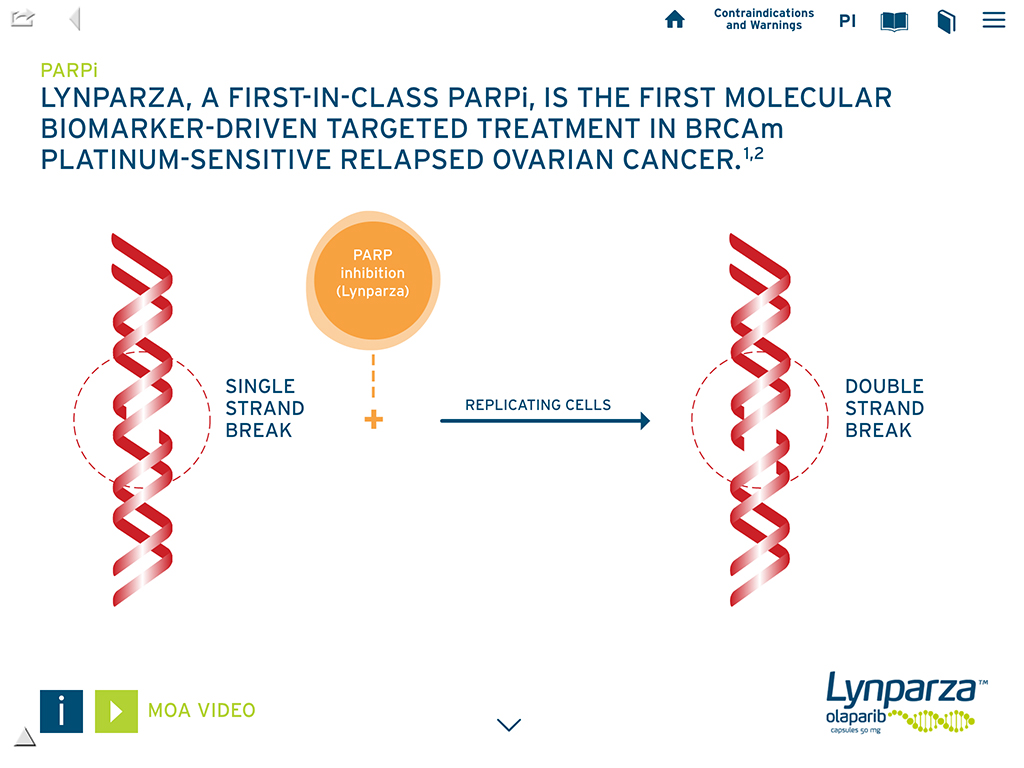 Contraindications
and Warnings
PI
PARPi
LYNPARZA, A FIRST-IN-CLASS PARPi, IS THE FIRST MOLECULAR
BIOMARKER-DRIVEN TARGETED TREATMENT IN BRCAm
PLATINUM-SENSITIVE RELAPSED OVARIAN CANCER.1,2
PARP
inhibition
(Lynparza)
SINGLE
STRAND
BREAK
+
REPLICATING CELLS
DOUBLE
STRAND
BREAK
i
MOA VIDEO
Lynparza™
olaparib
capsules 50 mg